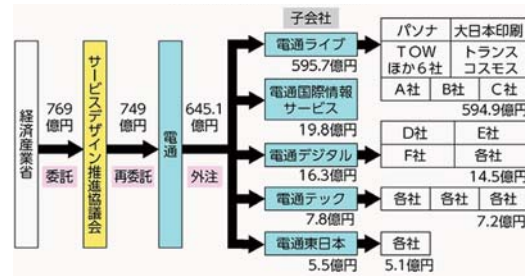 子会社
電通ライブ
595.7億円
パソナ
大日本印刷
TOW
ほか6社
トランス
コスモス
A社
B社
C社
594.9億円
経済産業省
769
億円
委託
サービスデザイン推進協議会
749
億円
再委託
電通
645.1
億円
外注
電通国際情報
サービス
19.8億円
電通デジタル
16.3億円
D社
E社
F社
各社
14.5億円
電通テック
7.8億円
各社
各社
各社
7.2億円
電通東日本
5.5億円
各社
5.1億円